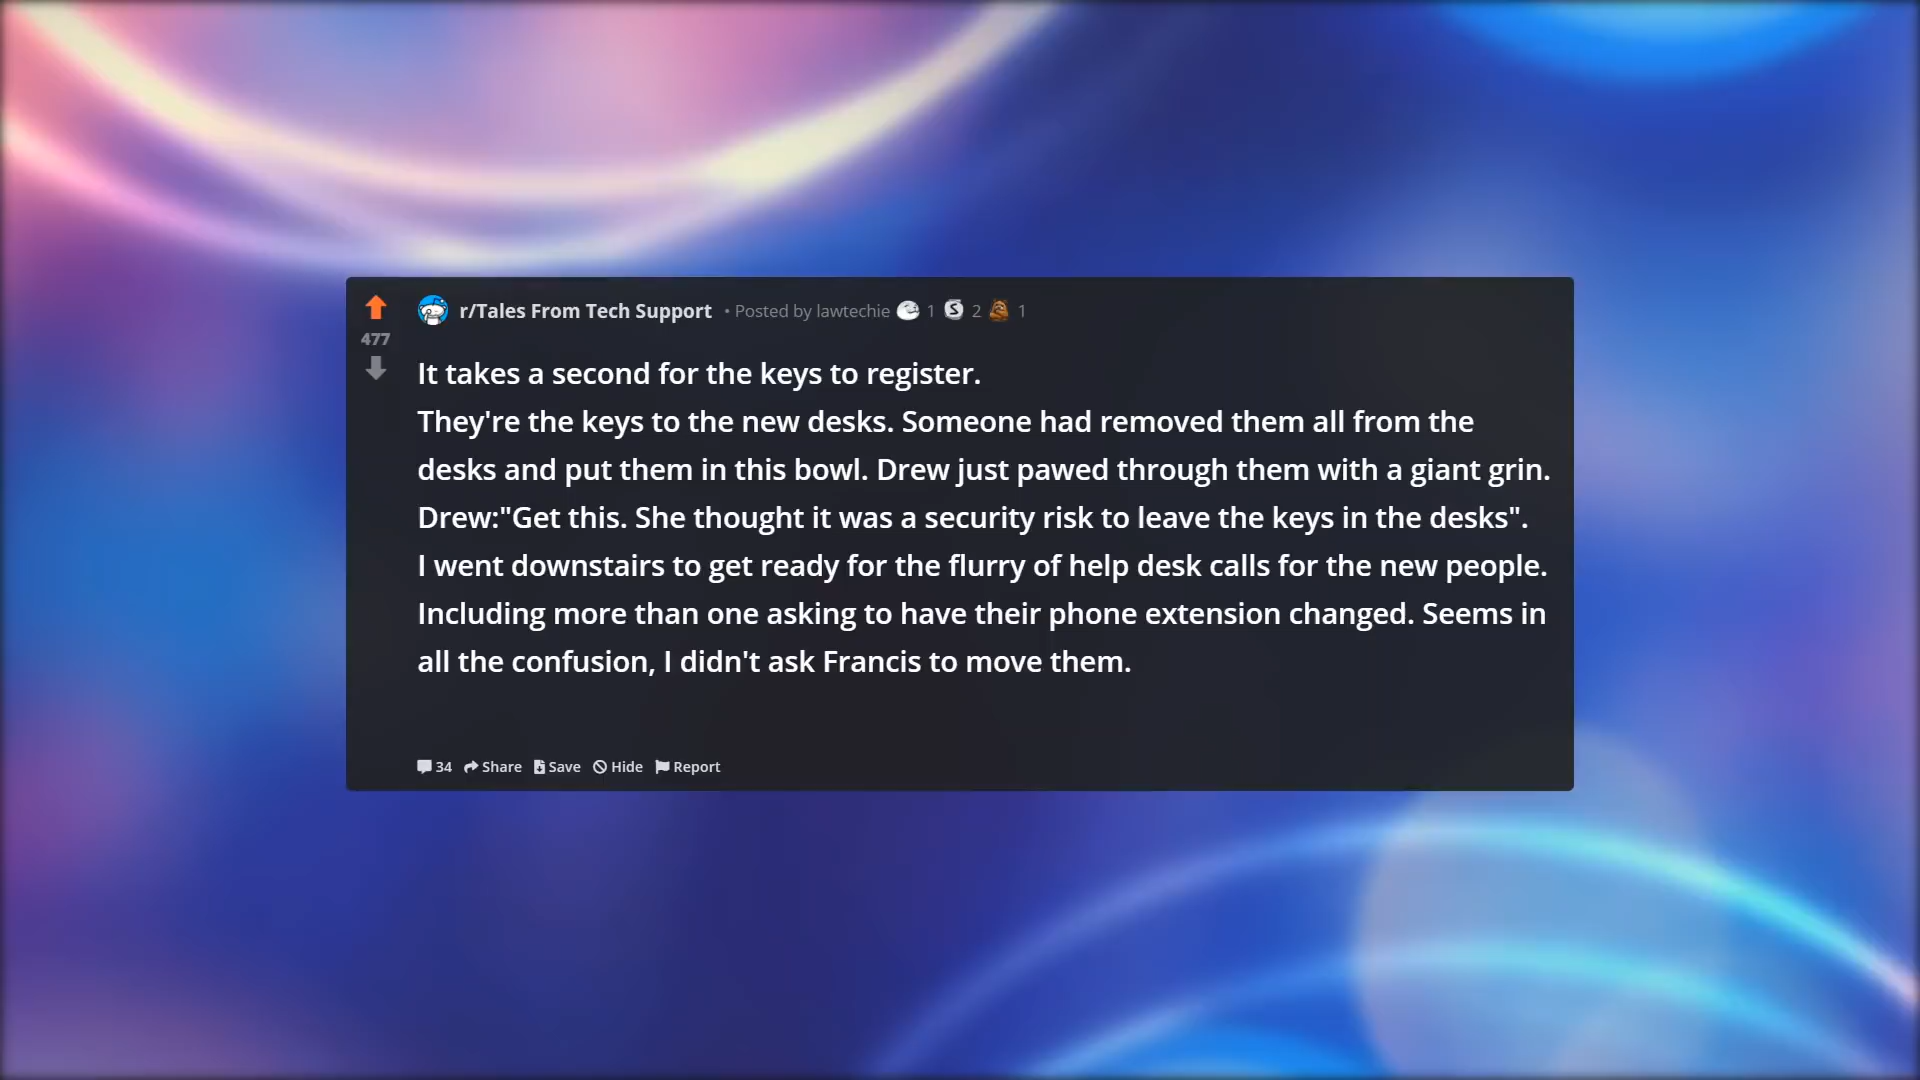 r/Tales From Tech Support • Posted by lawtechie 1 2 1
477
It takes a second for the keys to register.
They're the keys to the new desks. Someone had removed them all from the
desks and put them in this bowl. Drew just pawed through them with a giant grin.
Drew:"Get this. She thought it was a security risk to leave the keys in the desks".
I went downstairs to get ready for the flurry of help desk calls for the new people.
Including more than one asking to have their phone extension changed. Seems in
all the confusion, I didn't ask Francis to move them.
34 Share Save Hide Report